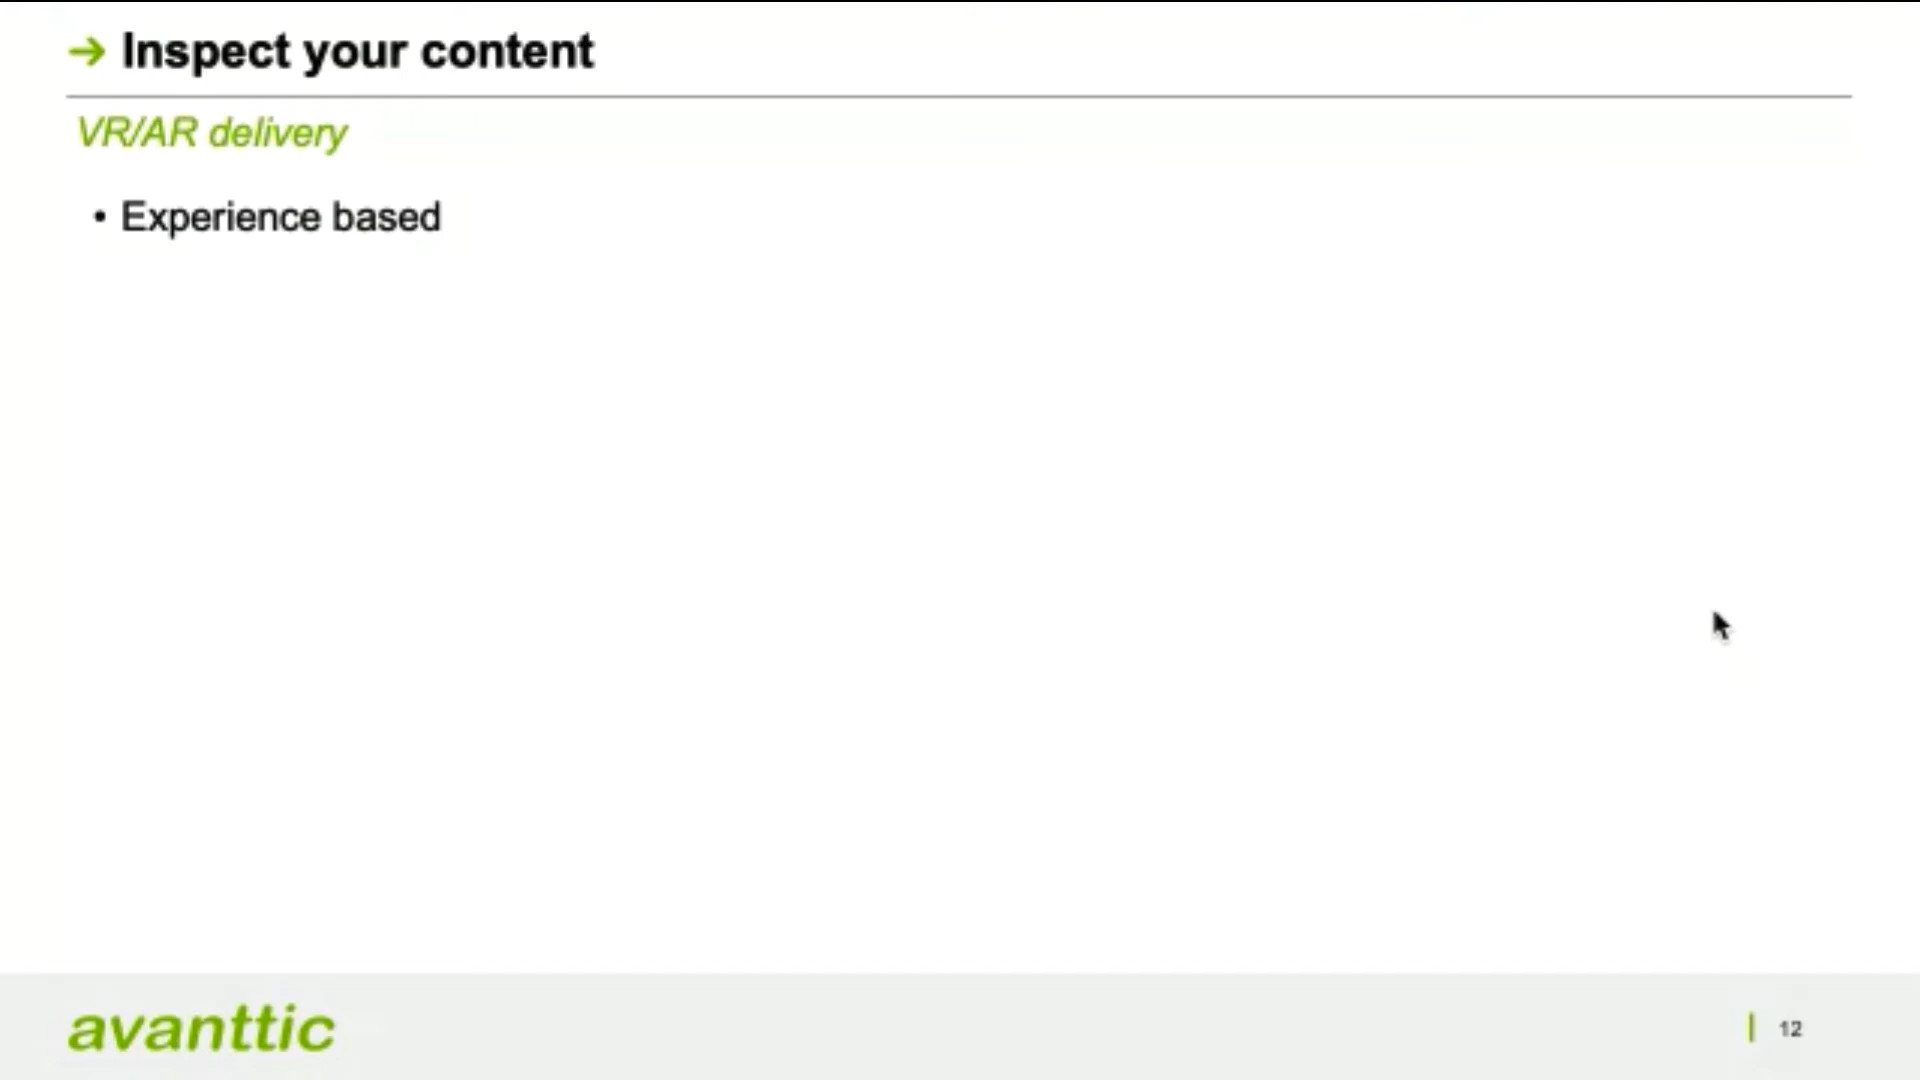 Inspect your content
VR/AR delivery
• Experience based
avanttic
12